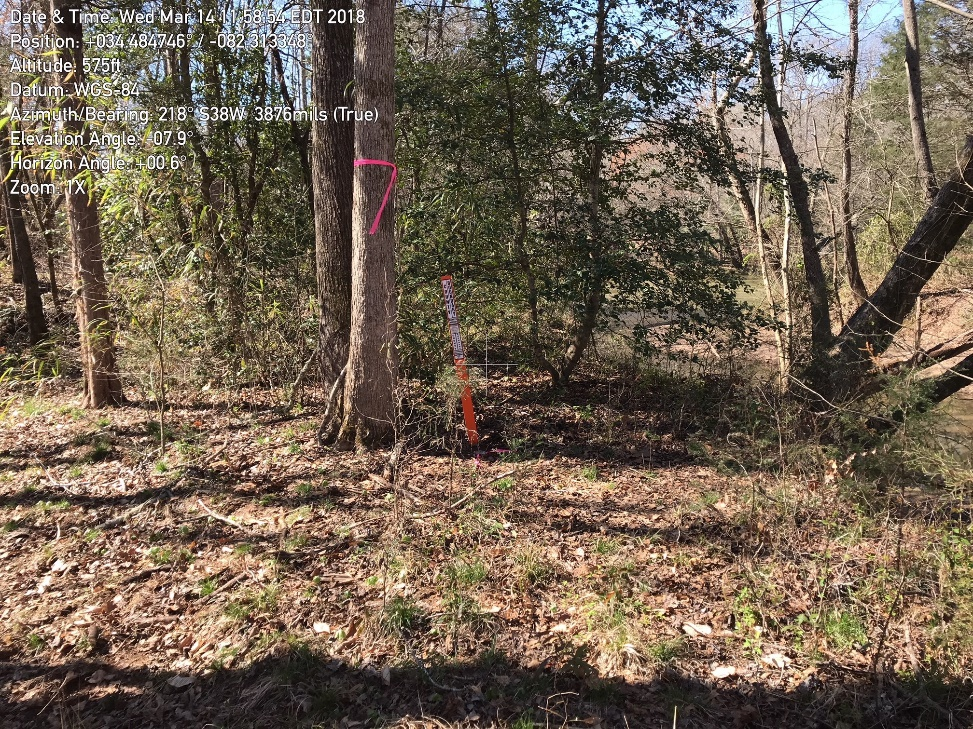 Date & Time: Wed Mar 14 11:58:54 EDT 2018
Position: +034.484746° / -082.313348°
Altitude: 575ft
Datum: WGS-84
Azimuth/Bearing: 218° S38W 3876mils (True)
Elevation Angle: -07.9°
Horizon Angle: +00.6°
Zoom: 1X